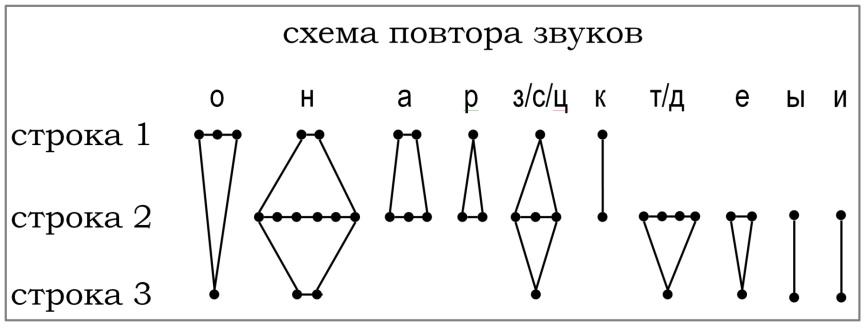 схема повтора звуков
о н а р з/с/ц к т/д е ы и
строка 1
строка 2
строка 3